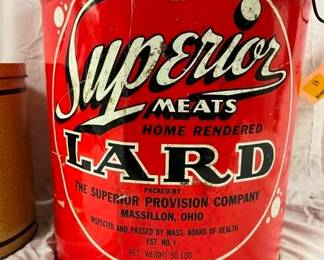 Superior
MEATS
HOME RENDERED
LARD
PACKED BY
THE SUPERIOR PROVISION COMPANY
MASSILLON, OHIO
INSPECTED AND PASSED BY MASS. BOARD OF HEALTH
EST. NO. 1
NET. WEIGHT 50 LBS.